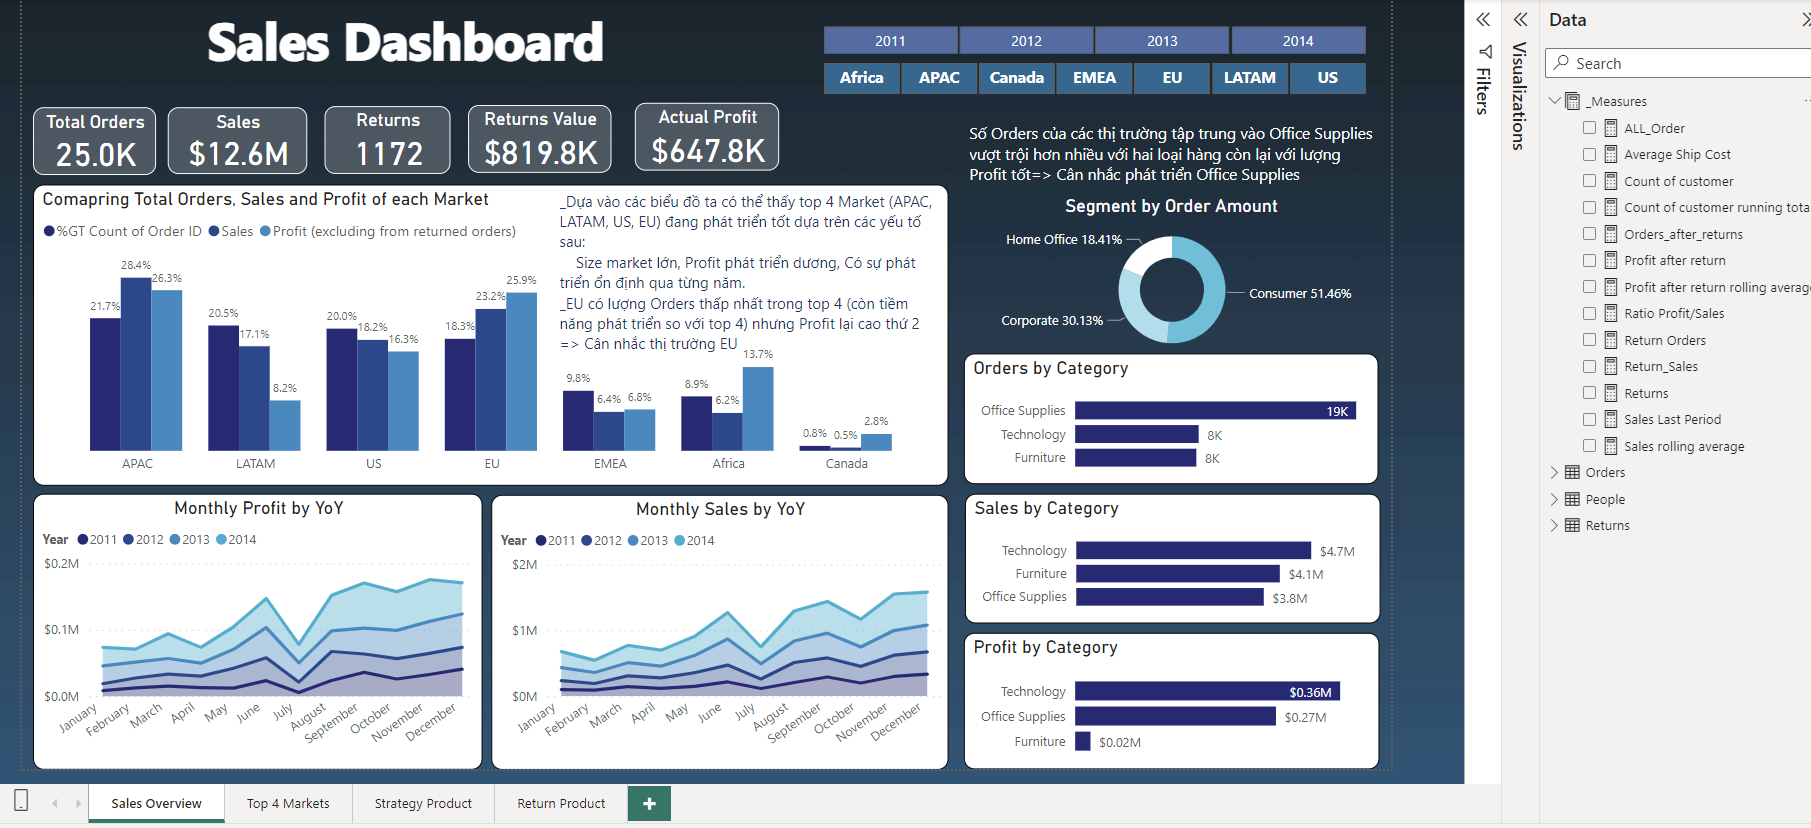 Sales Dashboard
2011 2012 2013 2014
Africa APAC Canada EMEA EU LATAM US
Total Orders
25.0K
Sales
$12.6M
Returns
1172
Returns Value
$819.8K
Actual Profit
$647.8K
Số Orders của các thị trường tập trung vào Office Supplies
vượt trội hơn nhiều với hai loại hàng còn lại với lượng
Profit tốt=> Cân nhắc phát triển Office Supplies
Comapring Total Orders, Sales and Profit of each Market
%GT Count of Order ID Sales Profit (excluding from returned orders)
_Dựa vào các biểu đồ ta có thể thấy top 4 Market (APAC,
LATAM, US, EU) đang phát triển tốt dựa trên các yếu tố
sau:
Size market lớn, Profit phát triển dương, Có sự phát
triển ổn định qua từng năm.
_EU có lượng Orders thấp nhất trong top 4 (còn tiềm
năng phát triển so với top 4) nhưng Profit lại cao thứ 2
=> Cân nhắc thị trường EU
21.7% 28.4% 26.3%
20.5% 17.1% 8.2%
20.0% 18.2% 16.3%
18.3% 23.2% 25.9%
9.8% 6.4% 6.8%
8.9% 6.2% 13.7%
0.8% 0.5% 2.8%
APAC LATAM US EU EMEA Africa Canada
Segment by Order Amount
Home Office 18.41%
Consumer 51.46%
Corporate 30.13%
Orders by Category
Office Supplies 19K
Technology 8K
Furniture 8K
Monthly Profit by YoY
Year 2011 2012 2013 2014
$0.2M
$0.1M
$0.0M
January February March April May June July August September October November December
Monthly Sales by YoY
Year 2011 2012 2013 2014
$2M
$1M
$0M
January February March April May June July August September October November December
Sales by Category
Technology $4.7M
Furniture $4.1M
Office Supplies $3.8M
Profit by Category
Technology $0.36M
Office Supplies $0.27M
Furniture $0.02M
Sales Overview Top 4 Markets Strategy Product Return Product
Filters
Visualizations
Data
Search
_Measures
ALL_Order
Average Ship Cost
Count of customer
Count of customer running tota
Orders_after_returns
Profit after return
Profit after return rolling average
Ratio Profit/Sales
Return Orders
Return_Sales
Returns
Sales Last Period
Sales rolling average
Orders
People
Returns